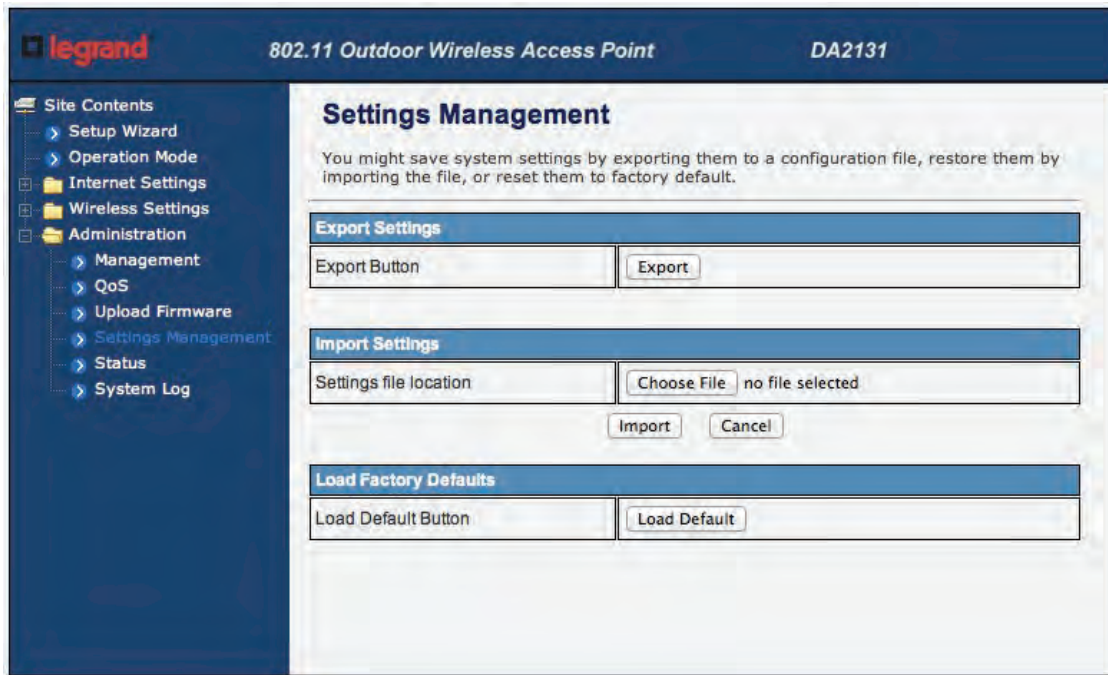 legrand
802.11 Outdoor Wireless Access Point
DA2131
Site Contents
Setup Wizard
Operation Mode
Internet Settings
Wireless Settings
Administration
Management
QoS
Upload Firmware
Settings Management
Status
System Log
Settings Management
You might save system settings by exporting them to a configuration file, restore them by
importing the file, or reset them to factory default.
Export Settings
Export Button
Export
Import Settings
Settings file location
Choose File no file selected
Import
Cancel
Load Factory Defaults
Load Default Button
Load Default